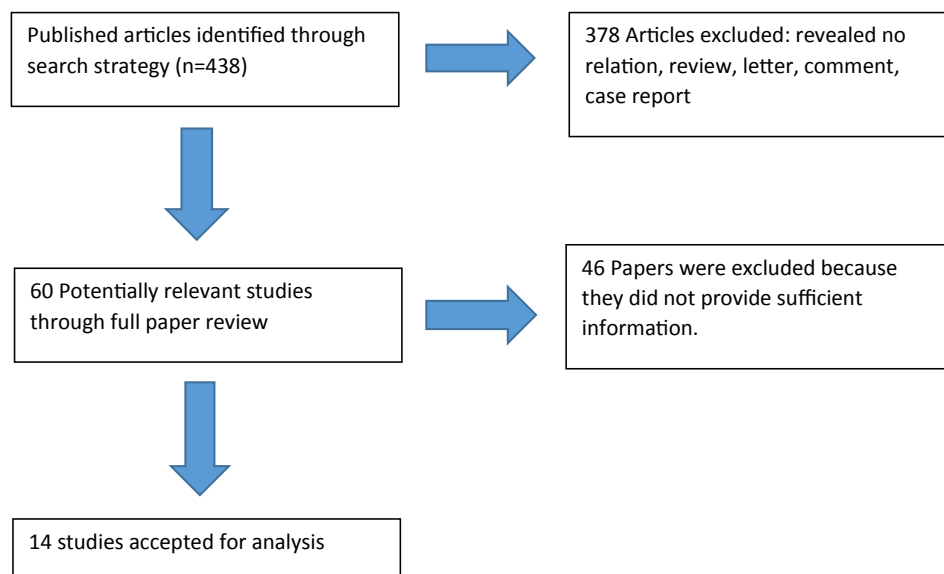 Published articles identified through
search strategy (n=438)
378 Articles excluded: revealed no
relation, review, letter, comment,
case report
60 Potentially relevant studies
through full paper review
46 Papers were excluded because
they did not provide sufficient
information.
14 studies accepted for analysis